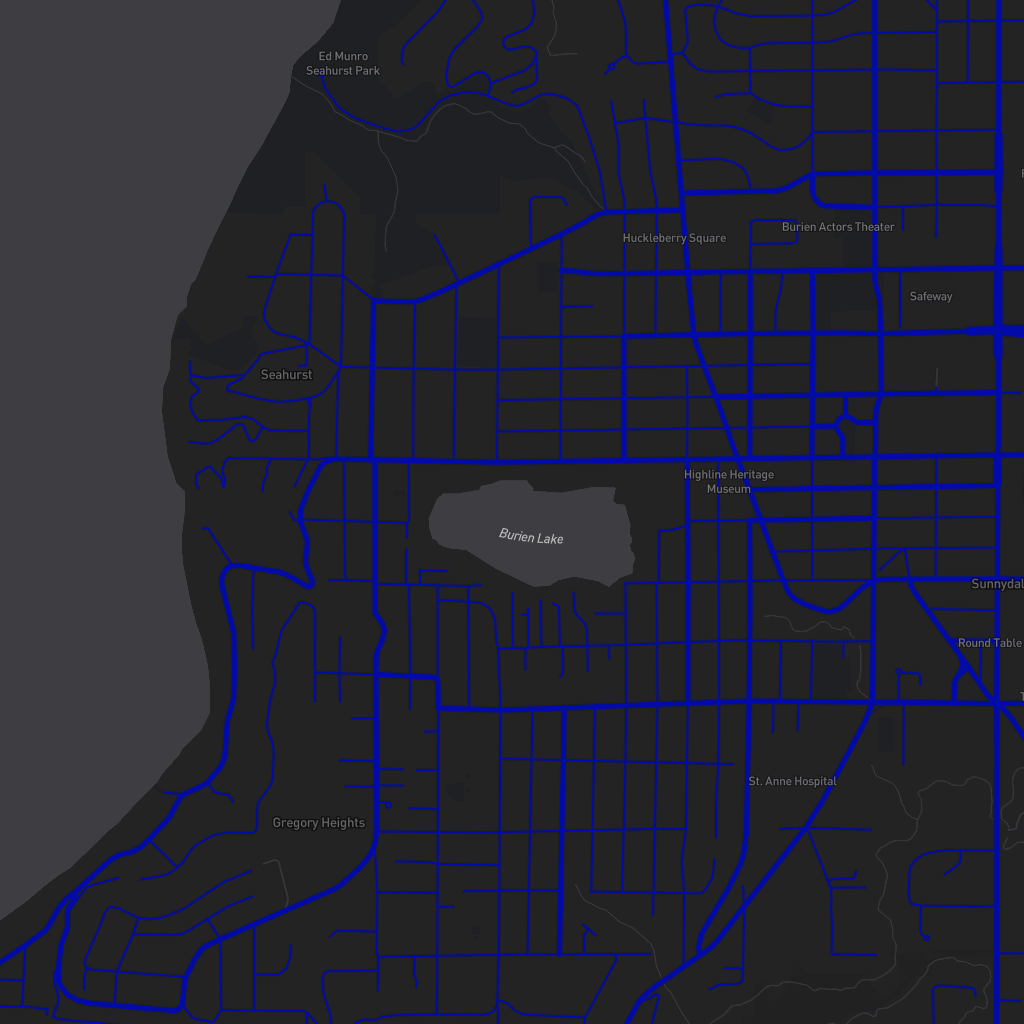 Ed Munro
Seahurst Park
Huckleberry Square
Burien Actors Theater
Safeway
Seahurst
Highline Heritage
Museum
Burien Lake
Sunnydal
Round Table
St. Anne Hospital
Gregory Heights